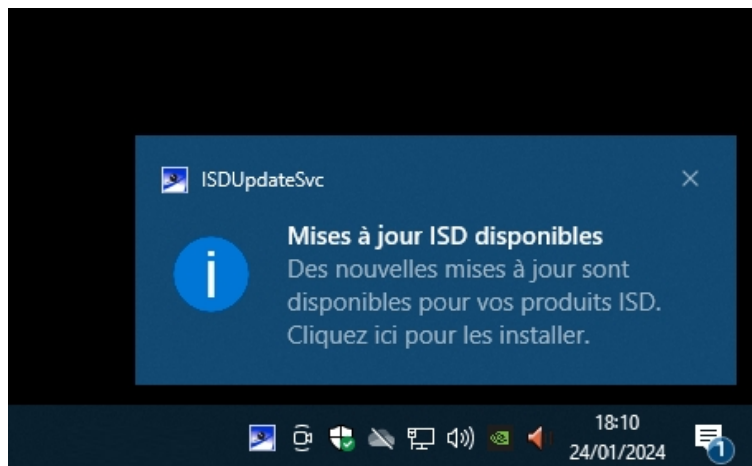 ISDUpdateSvc
Mises à jour ISD disponibles
Des nouvelles mises à jour sont
disponibles pour vos produits ISD.
Cliquez ici pour les installer.
18:10
24/01/2024
1